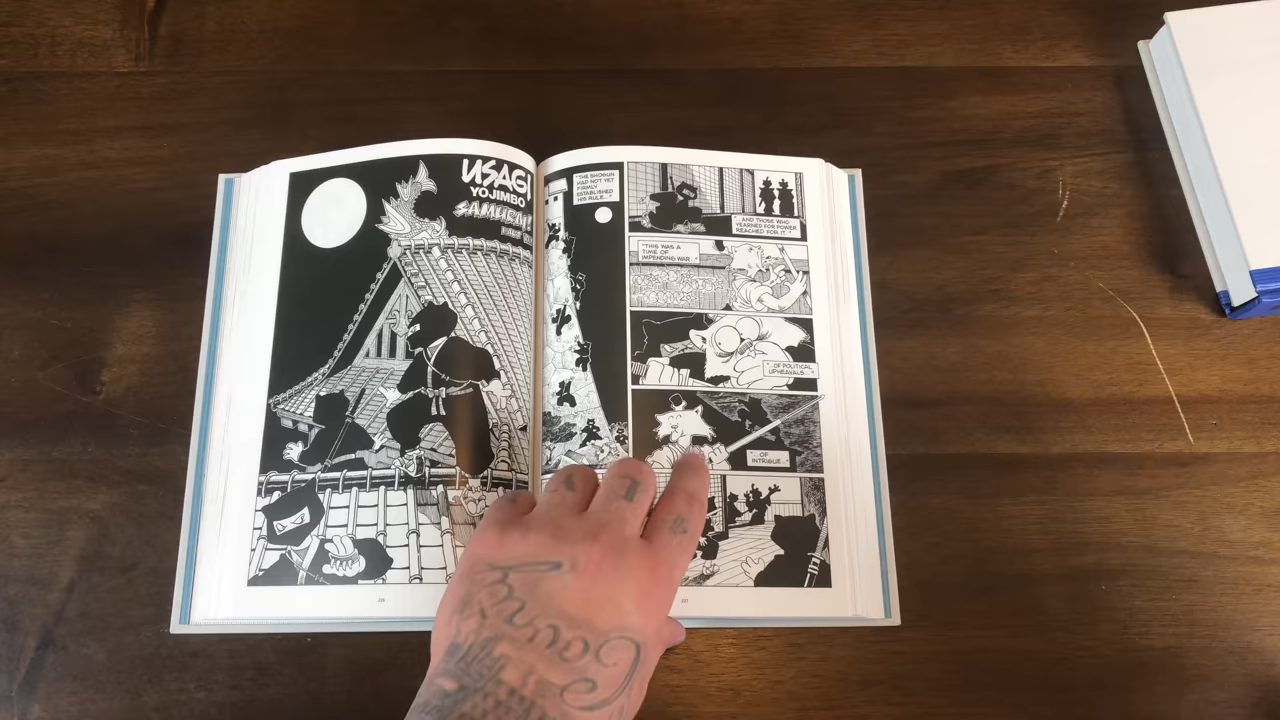 USAGI
YOJIMBO
SAMURAI!
"THE SHOGUN
HAD NOT YET
FIRMLY
ESTABLISHED
HIS RULE..."
"...AND THOSE WHO
YEARNED FOR POWER
REACHED FOR IT."
"THIS WAS A
TIME OF
IMPENDING WAR..."
"...OF POLITICAL
UPHEAVALS..."
"...OF
INTRIGUE..."